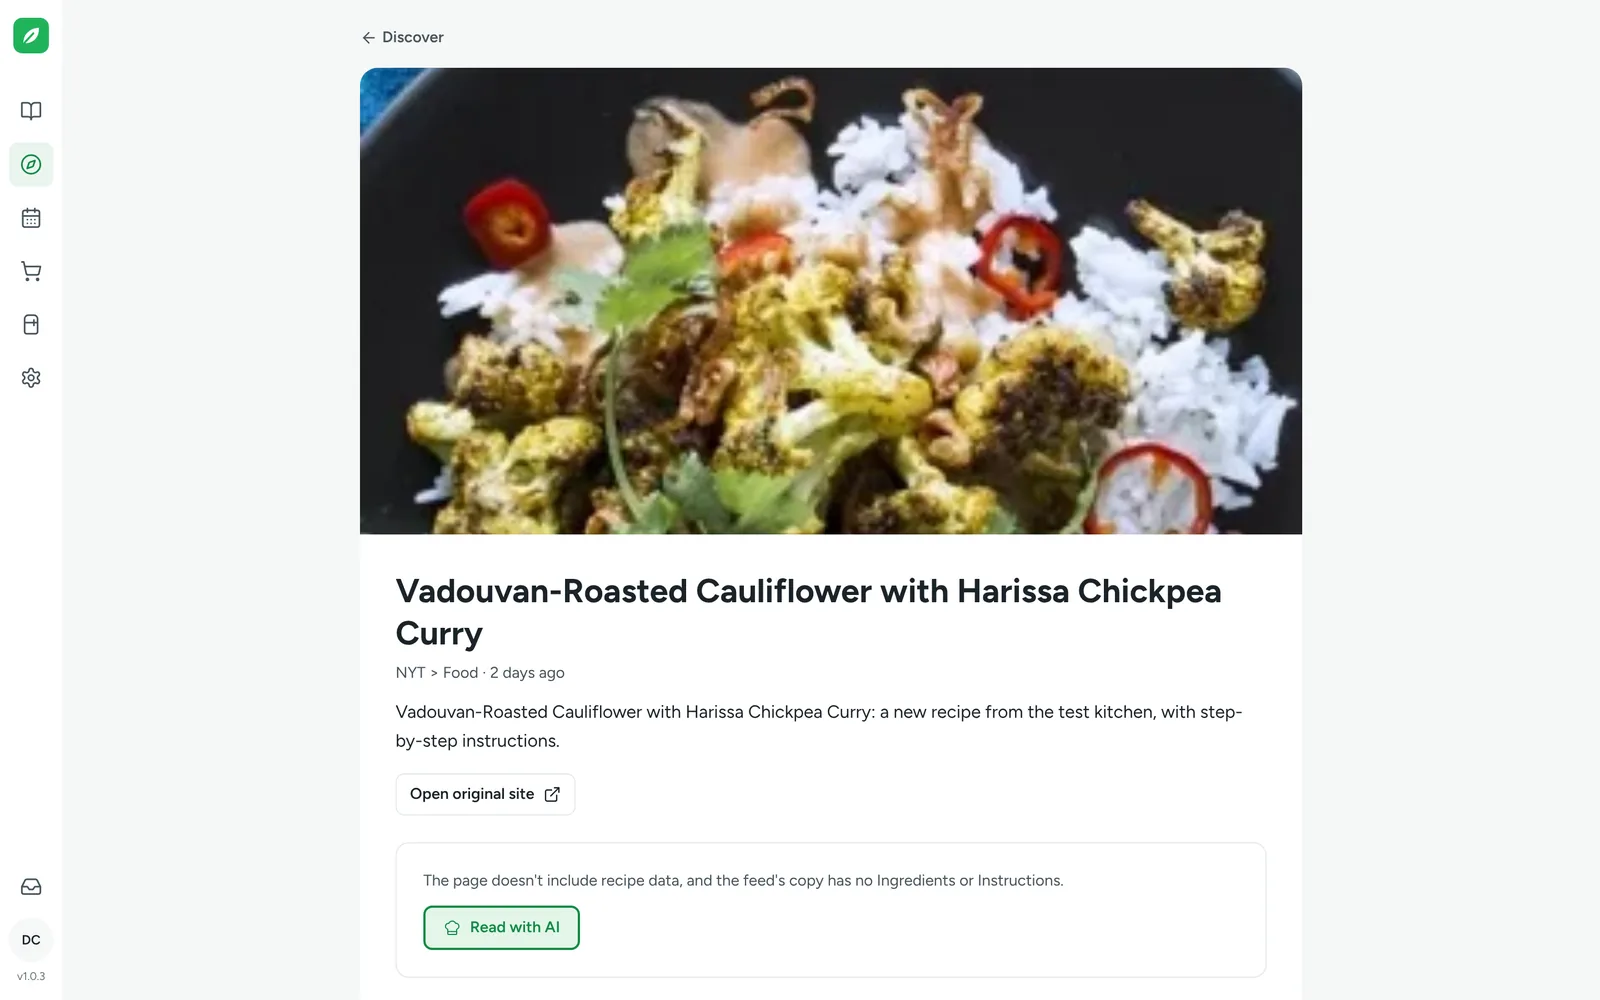 Discover
Vadouvan-Roasted Cauliflower with Harissa Chickpea
Curry
NYT > Food · 2 days ago
Vadouvan-Roasted Cauliflower with Harissa Chickpea Curry: a new recipe from the test kitchen, with step-
by-step instructions.
Open original site
The page doesn't include recipe data, and the feed's copy has no Ingredients or Instructions.
Read with AI
DC
v1.0.3